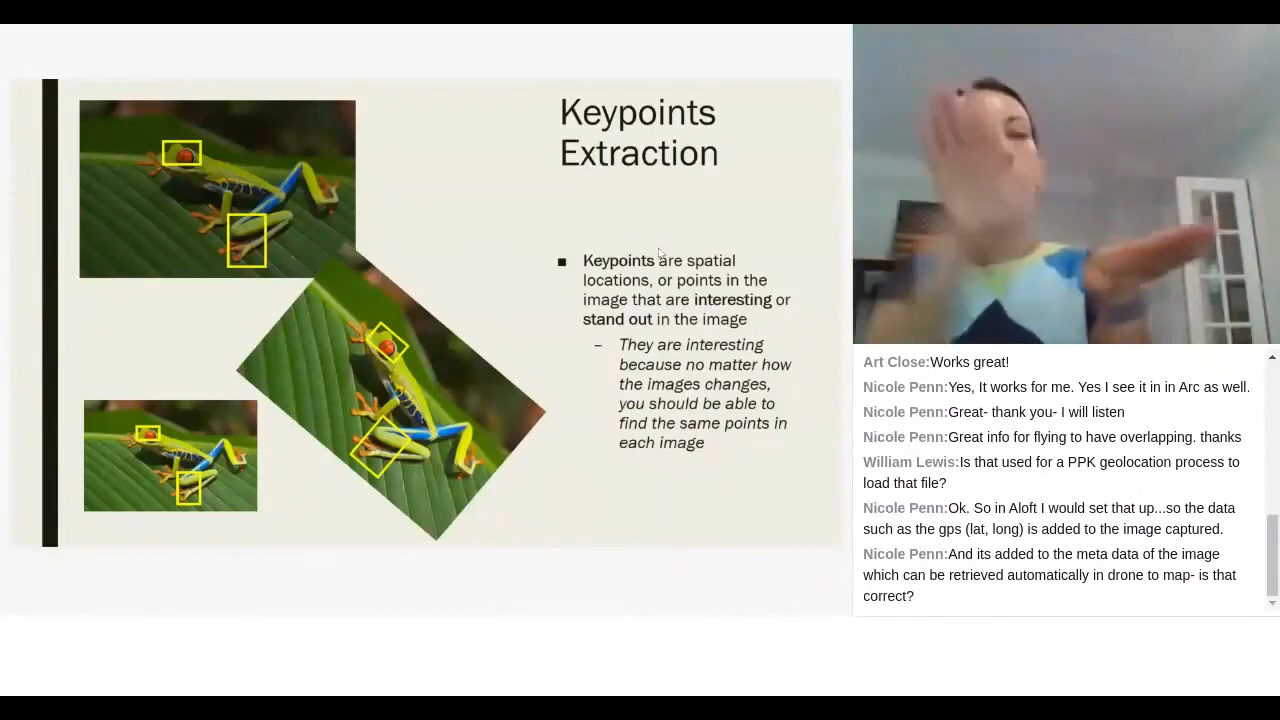 Keypoints
Extraction
■ Keypoints are spatial
locations, or points in the
image that are interesting or
stand out in the image
– They are interesting
because no matter how
the images changes,
you should be able to
find the same points in
each image
Art Close:Works great!
Nicole Penn:Yes, It works for me. Yes I see it in in Arc as well.
Nicole Penn:Great- thank you- I will listen
Nicole Penn:Great info for flying to have overlapping. thanks
William Lewis:Is that used for a PPK geolocation process to
load that file?
Nicole Penn:Ok. So in Aloft I would set that up...so the data
such as the gps (lat, long) is added to the image captured.
Nicole Penn:And its added to the meta data of the image
which can be retrieved automatically in drone to map- is that
correct?